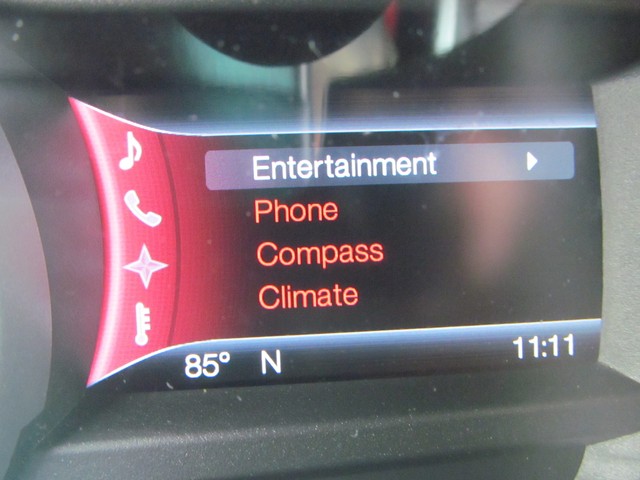 Entertainment
Phone
Compass
Climate
85° N 11:11